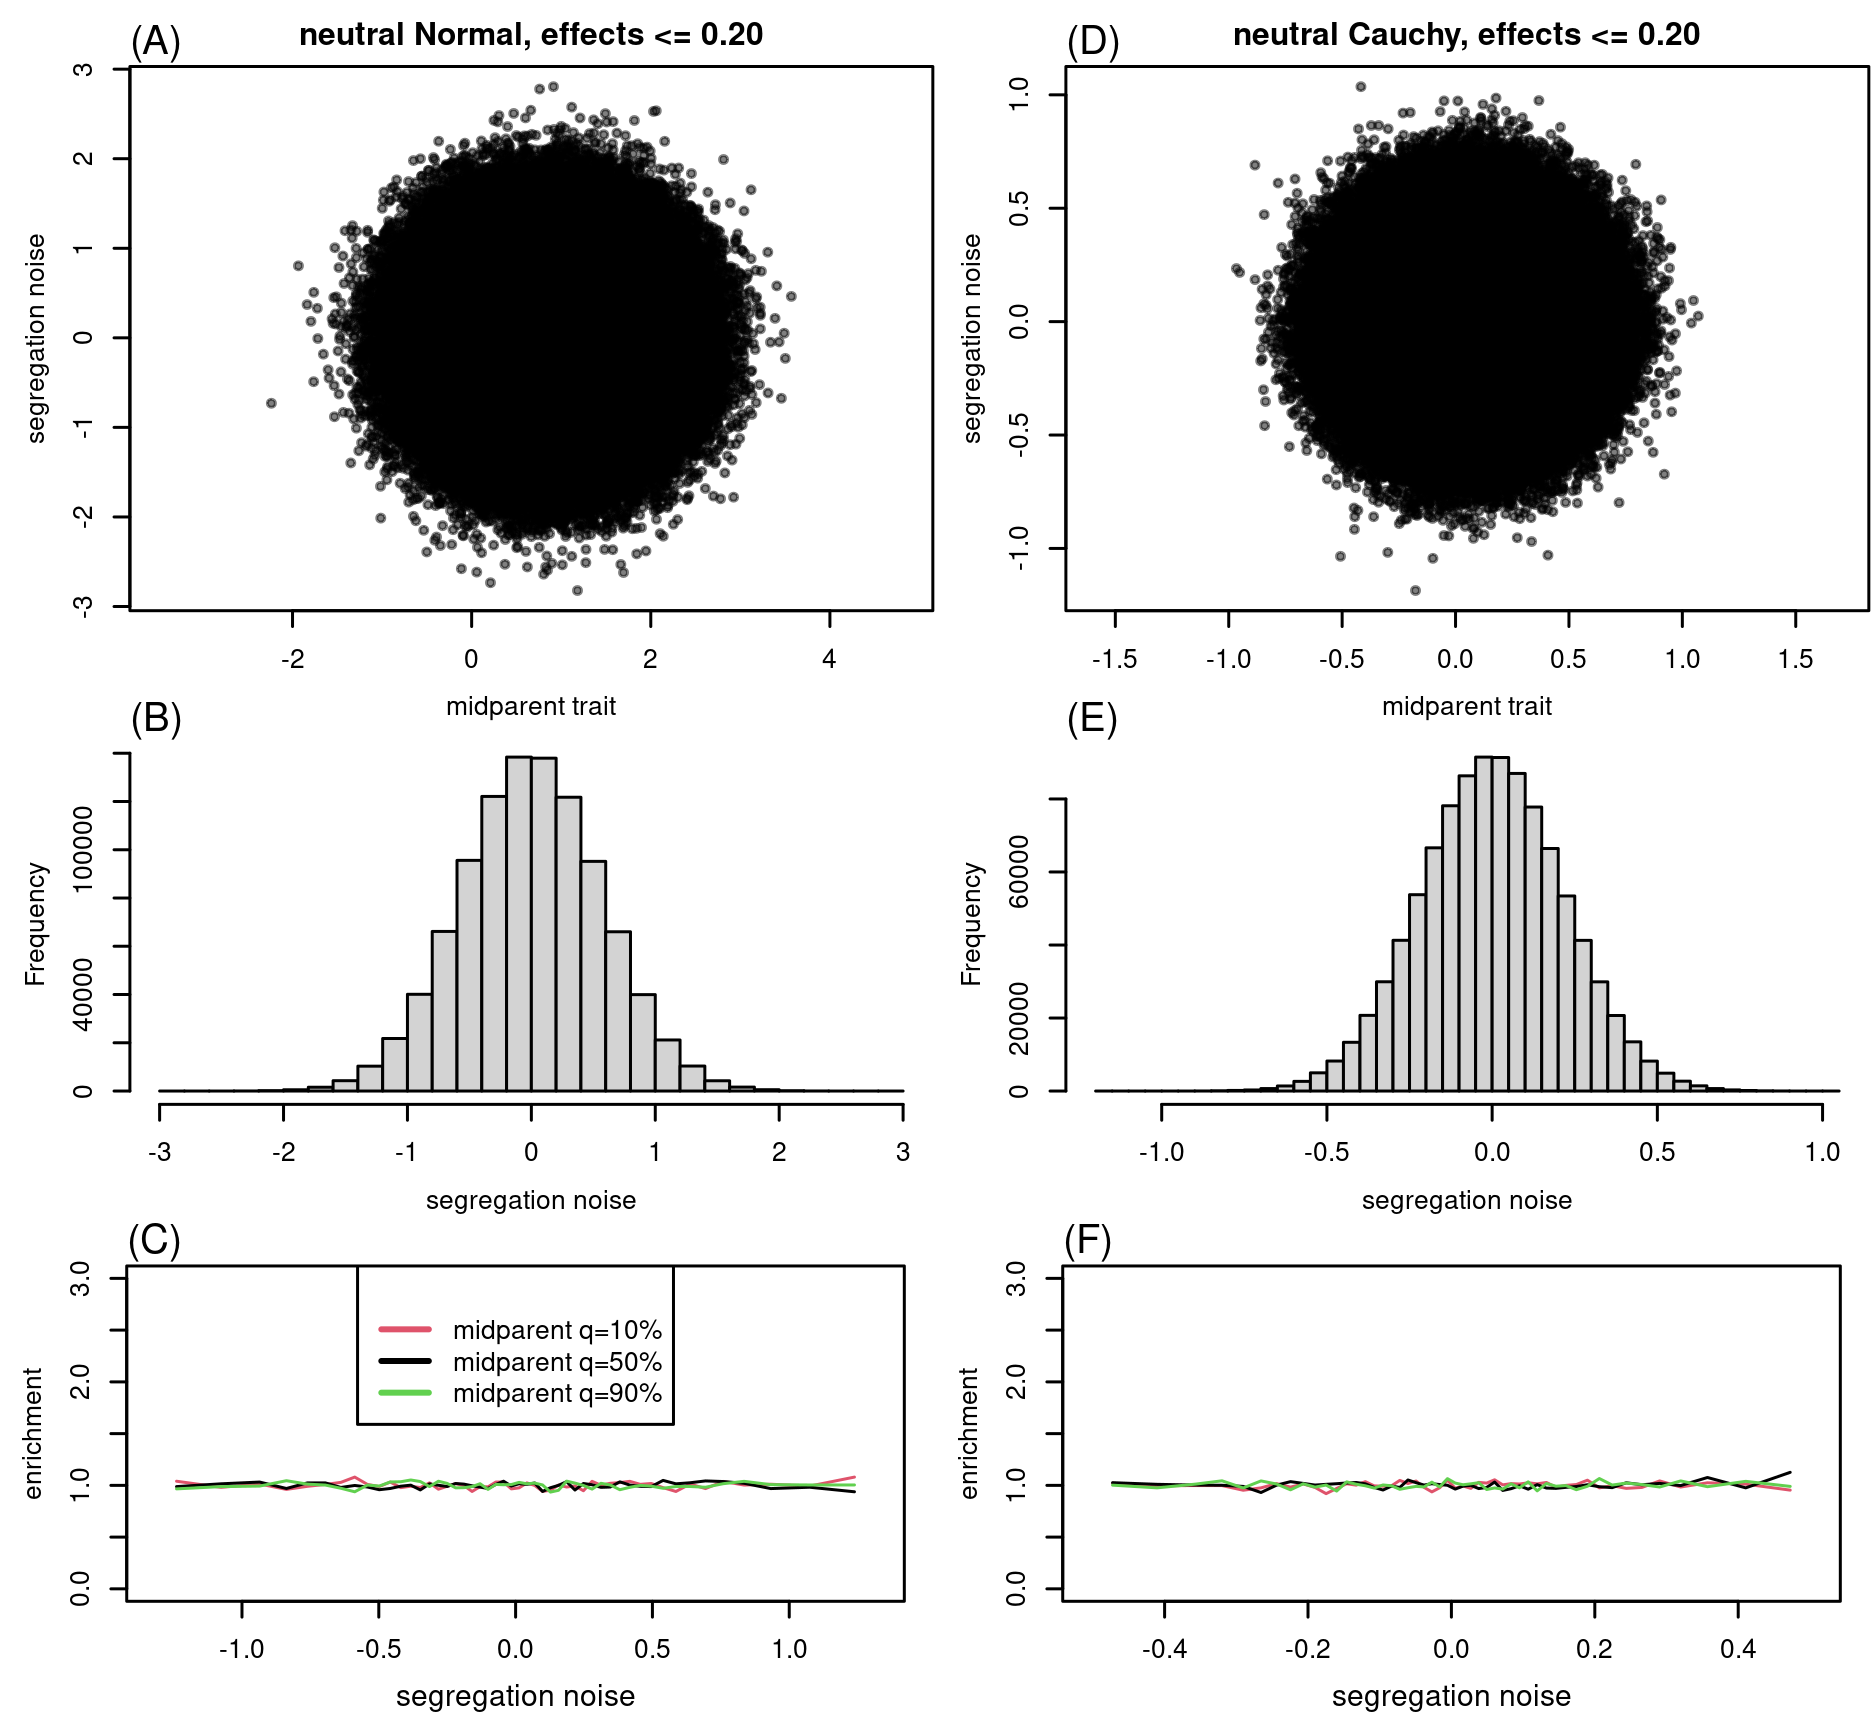 (A)
neutral Normal, effects <= 0.20
3
2
1
0
-1
-2
-3
segregation noise
-2 0 2 4
midparent trait
(D)
neutral Cauchy, effects <= 0.20
1.0
0.5
0.0
-0.5
-1.0
segregation noise
-1.5 -1.0 -0.5 0.0 0.5 1.0 1.5
midparent trait
(B)
100000
40000
0
Frequency
-3 -2 -1 0 1 2 3
segregation noise
(E)
60000
20000
0
Frequency
-1.0 -0.5 0.0 0.5 1.0
segregation noise
(C)
3.0
2.0
1.0
0.0
enrichment
midparent q=10%
midparent q=50%
midparent q=90%
-1.0 -0.5 0.0 0.5 1.0
segregation noise
(F)
3.0
2.0
1.0
0.0
enrichment
-0.4 -0.2 0.0 0.2 0.4
segregation noise